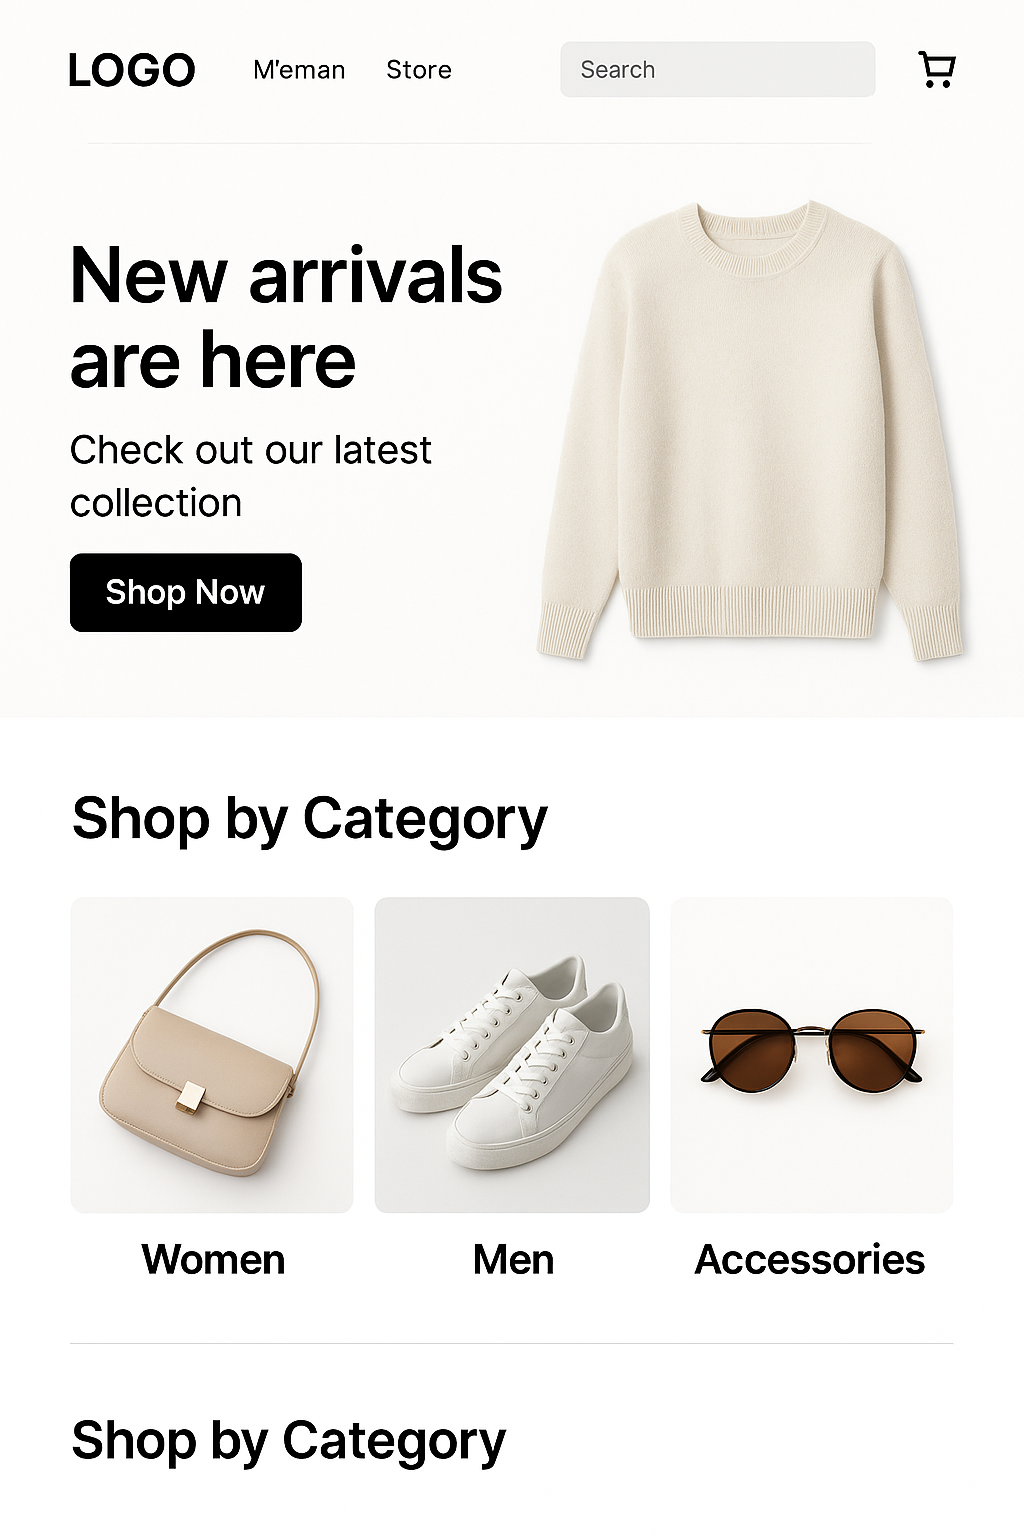 LOGO M'eman Store Search
New arrivals
are here
Check out our latest
collection
Shop Now
Shop by Category
Women Men Accessories
Shop by Category